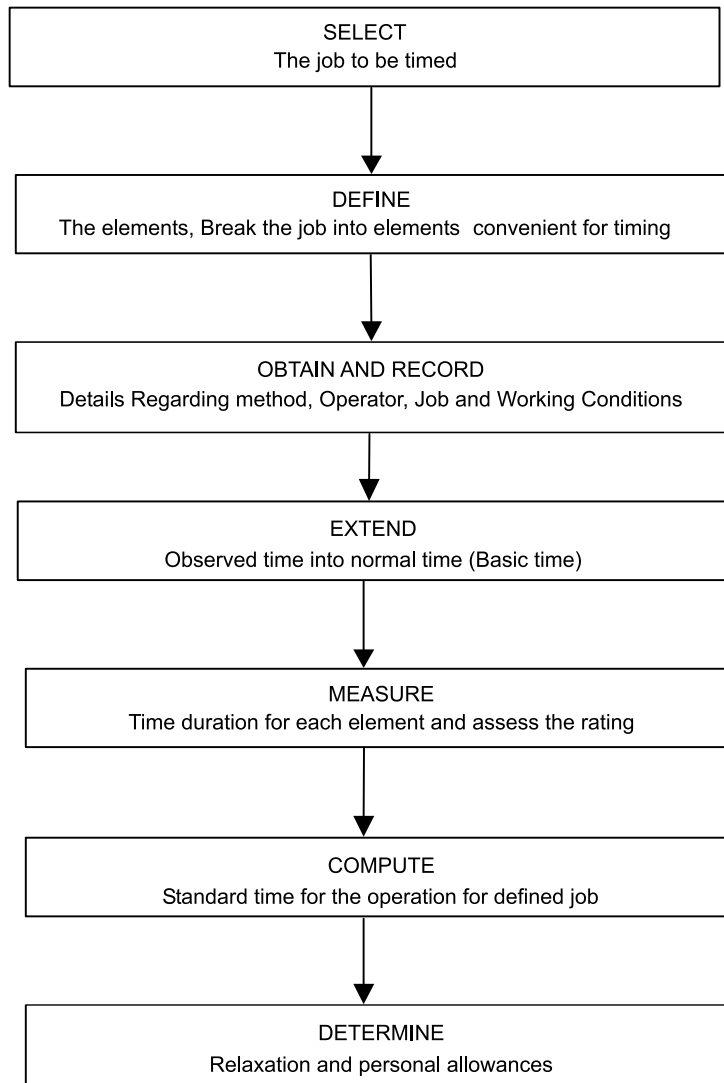 SELECT
The job to be timed
DEFINE
The elements, Break the job into elements convenient for timing
OBTAIN AND RECORD
Details Regarding method, Operator, Job and Working Conditions
EXTEND
Observed time into normal time (Basic time)
MEASURE
Time duration for each element and assess the rating
COMPUTE
Standard time for the operation for defined job
DETERMINE
Relaxation and personal allowances